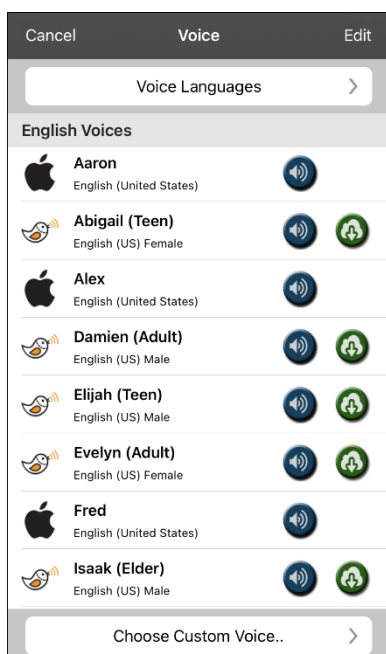 Cancel Voice Edit
Voice Languages
English Voices
Aaron
English (United States)
Abigail (Teen)
English (US) Female
Alex
English (United States)
Damien (Adult)
English (US) Male
Elijah (Teen)
English (US) Male
Evelyn (Adult)
English (US) Female
Fred
English (United States)
Isaak (Elder)
English (US) Male
Choose Custom Voice..